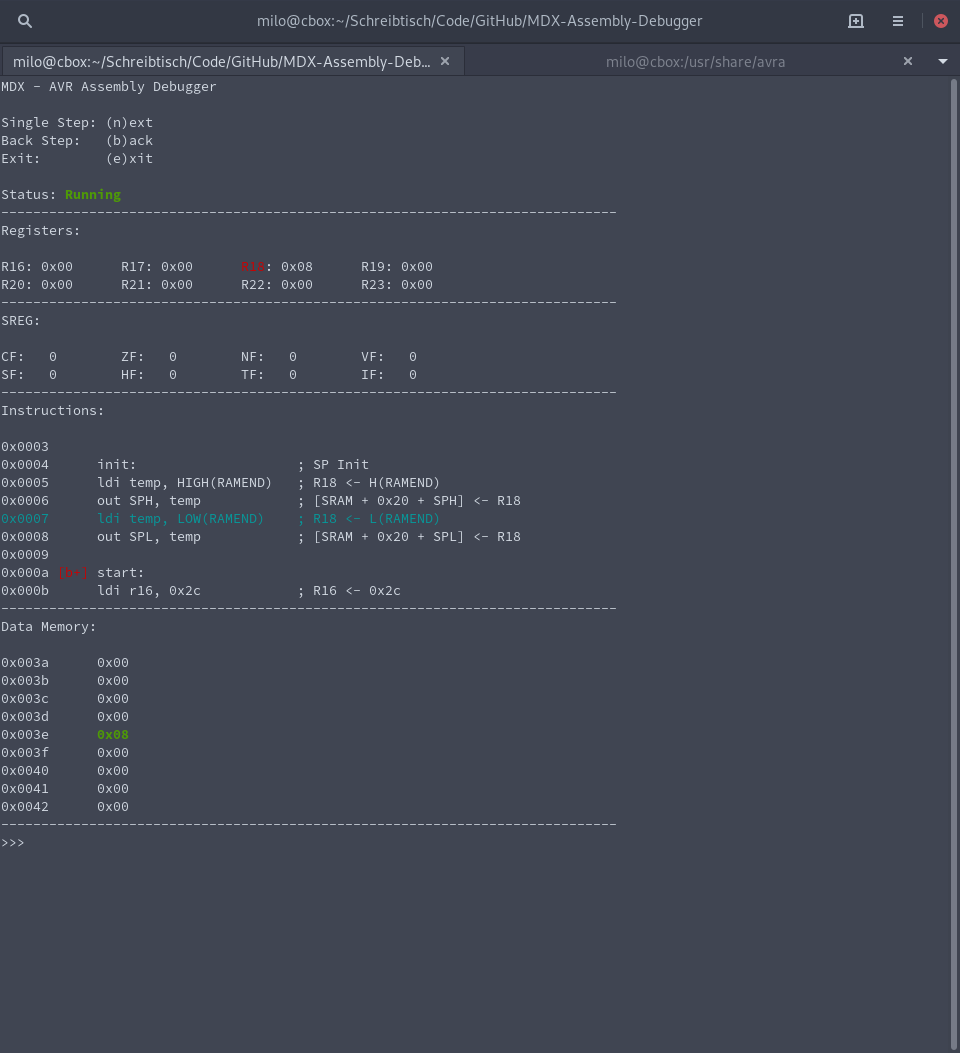 milo@cbox:~/Schreibtisch/Code/GitHub/MDX-Assembly-Debugger
milo@cbox:~/Schreibtisch/Code/GitHub/MDX-Assembly-Deb... milo@cbox:/usr/share/avra
MDX - AVR Assembly Debugger
Single Step: (n)ext
Back Step: (b)ack
Exit: (e)xit
Status: Running
-----------------------------------------------------------------------------
Registers:
R16: 0x00 R17: 0x00 R18: 0x08 R19: 0x00
R20: 0x00 R21: 0x00 R22: 0x00 R23: 0x00
-----------------------------------------------------------------------------
SREG:
CF: 0 ZF: 0 NF: 0 VF: 0
SF: 0 HF: 0 TF: 0 IF: 0
-----------------------------------------------------------------------------
Instructions:
0x0003
0x0004 init: ; SP Init
0x0005 ldi temp, HIGH(RAMEND) ; R18 <- H(RAMEND)
0x0006 out SPH, temp ; [SRAM + 0x20 + SPH] <- R18
0x0007 ldi temp, LOW(RAMEND) ; R18 <- L(RAMEND)
0x0008 out SPL, temp ; [SRAM + 0x20 + SPL] <- R18
0x0009
0x000a [b+] start:
0x000b ldi r16, 0x2c ; R16 <- 0x2c
-----------------------------------------------------------------------------
Data Memory:
0x003a 0x00
0x003b 0x00
0x003c 0x00
0x003d 0x00
0x003e 0x08
0x003f 0x00
0x0040 0x00
0x0041 0x00
0x0042 0x00
-----------------------------------------------------------------------------
>>>